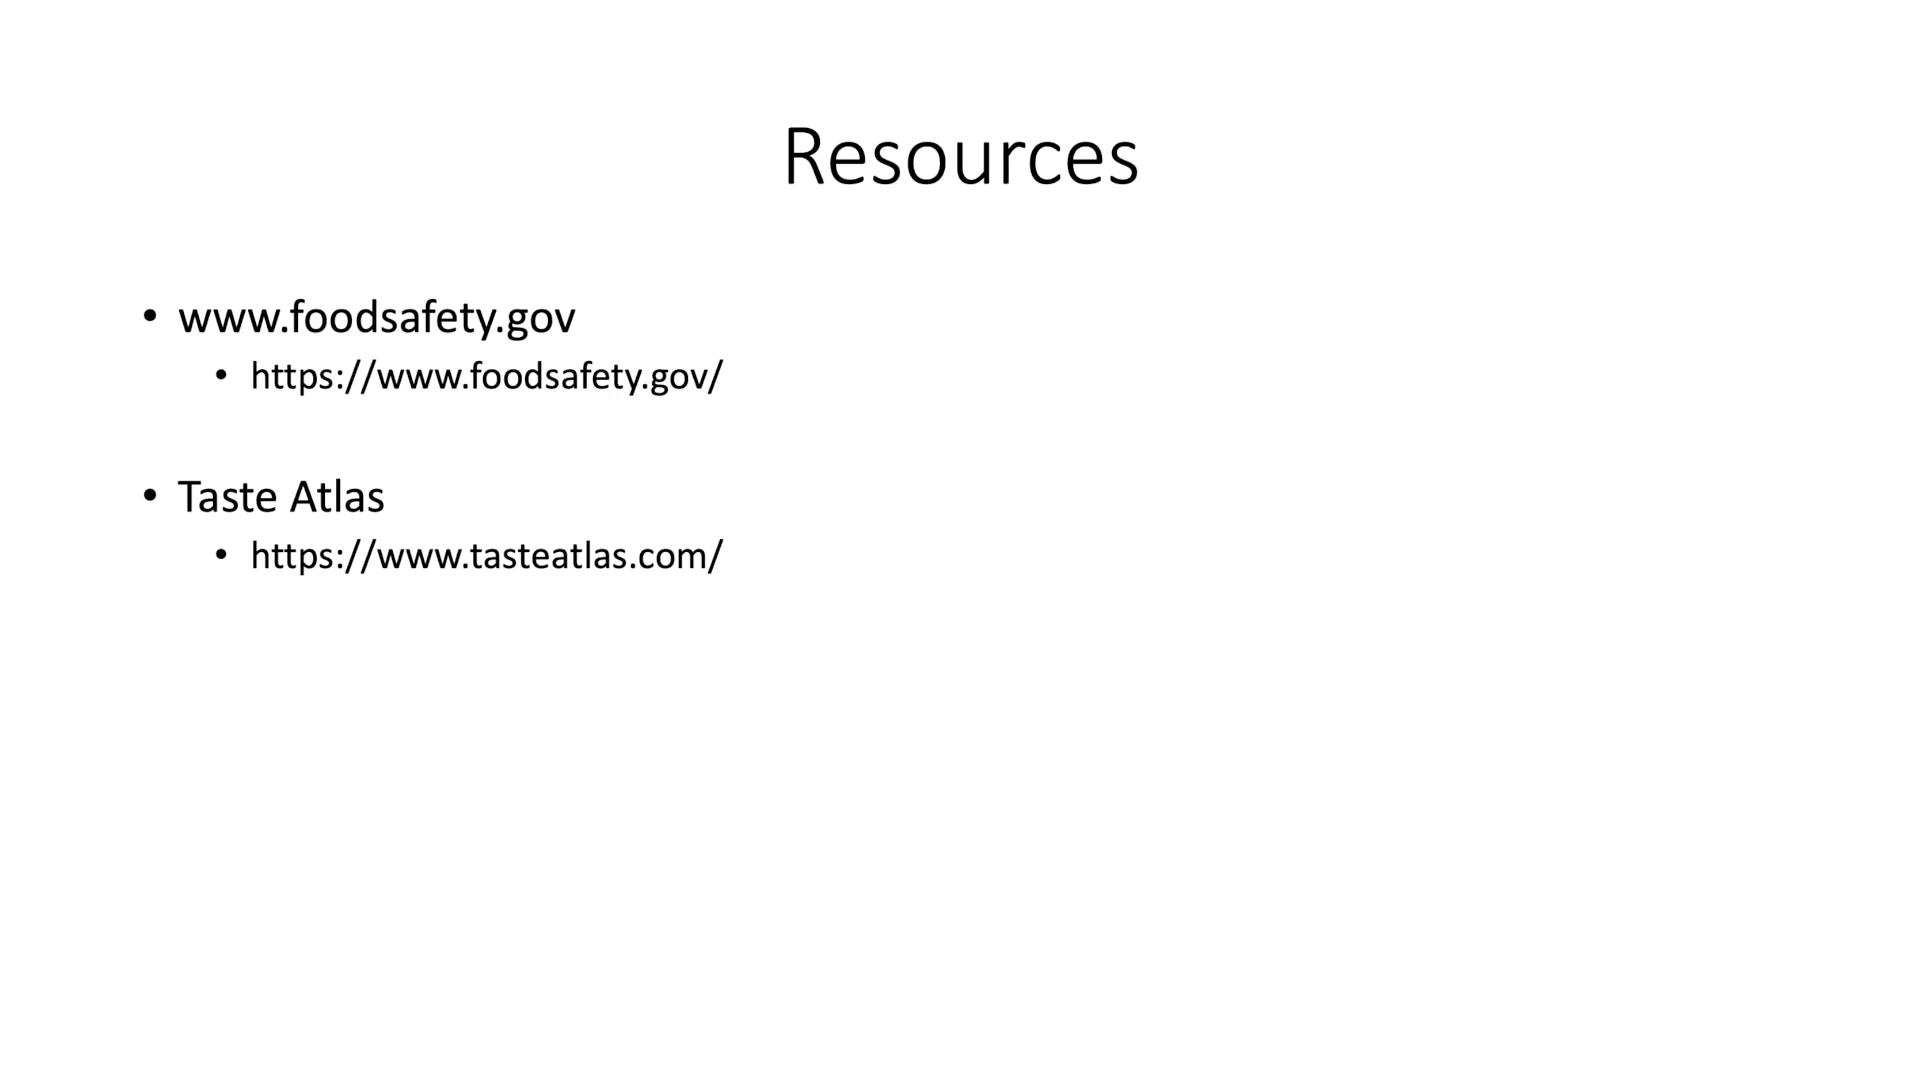 Resources
• www.foodsafety.gov
• https://www.foodsafety.gov/
• Taste Atlas
• https://www.tasteatlas.com/